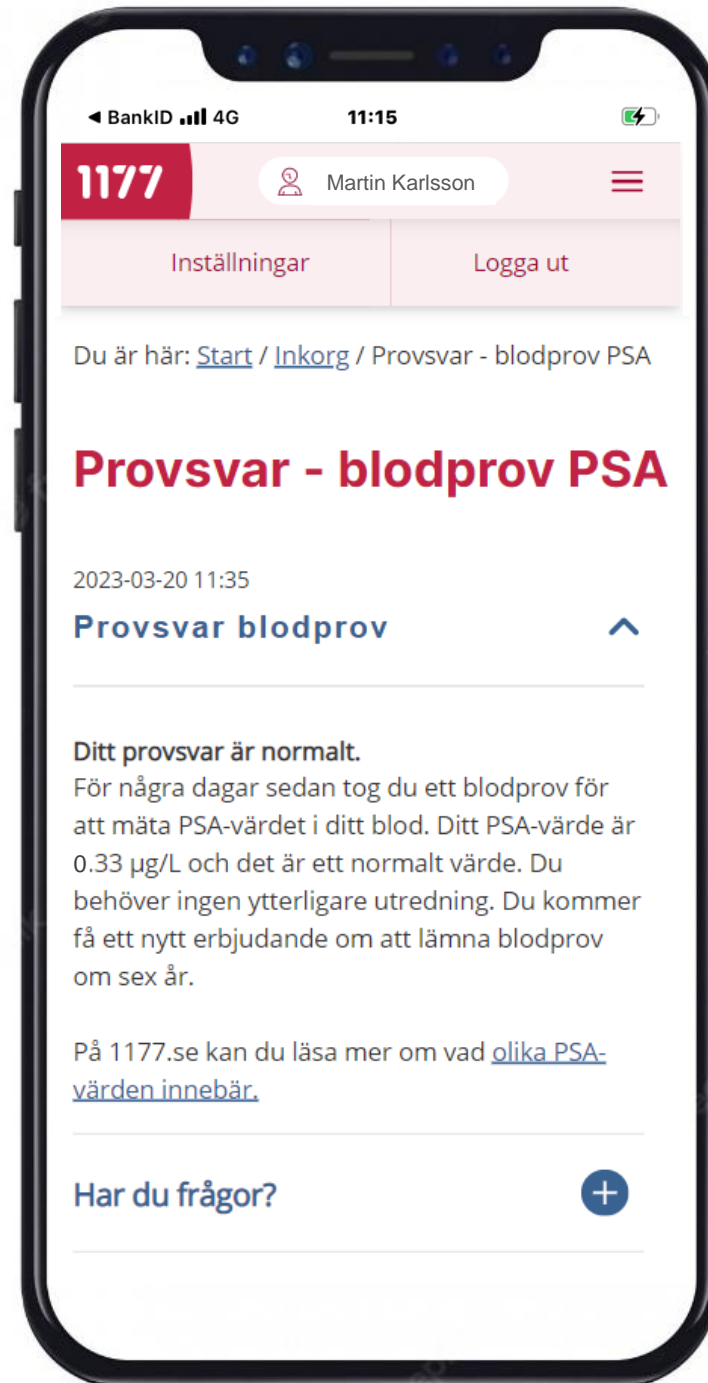 ◀ BankID 4G 11:15
1177 Martin Karlsson
Inställningar Logga ut
Du är här: Start / Inkorg / Provsvar - blodprov PSA
Provsvar - blodprov PSA
2023-03-20 11:35
Provsvar blodprov
Ditt provsvar är normalt.
För några dagar sedan tog du ett blodprov för
att mäta PSA-värdet i ditt blod. Ditt PSA-värde är
0.33 µg/L och det är ett normalt värde. Du
behöver ingen ytterligare utredning. Du kommer
få ett nytt erbjudande om att lämna blodprov
om sex år.
På 1177.se kan du läsa mer om vad olika PSA-
värden innebär.
Har du frågor?